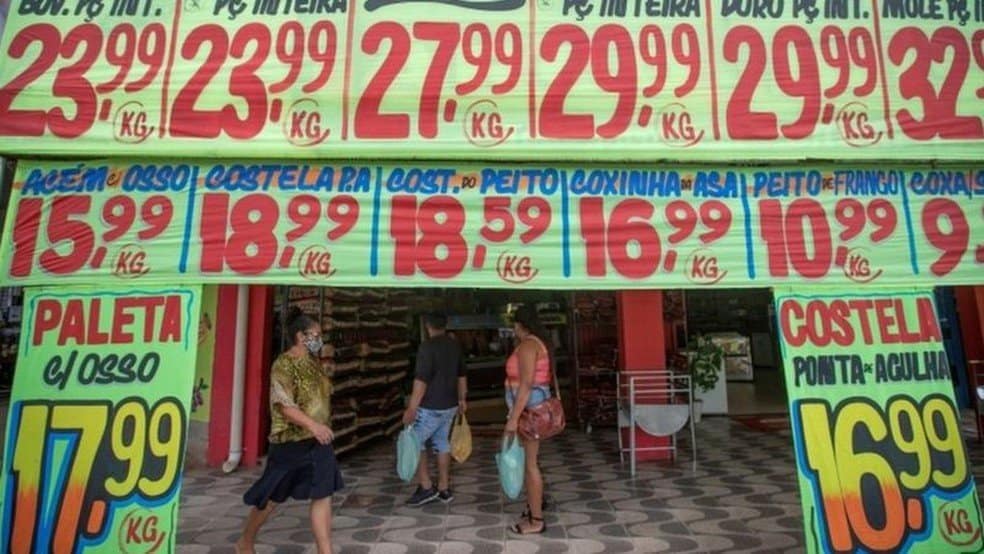 PÇ INT.
23,99 KG
PÇ INTEIRA
23,99 KG
27,99 KG
PÇ INTEIRA
29,99 KG
DURO PÇ INT.
29,99 KG
MOLE PÇ
32,
ACÉM C/ OSSO
15,99 KG
COSTELA P.A
18,99 KG
COST. DO PEITO
18,59 KG
COXINHA DA ASA
16,99 KG
PEITO DE FRANGO
10,99 KG
COXA
9,
PALETA
C/ OSSO
17,99
KG
COSTELA
PONTA DE AGULHA
16,99
KG